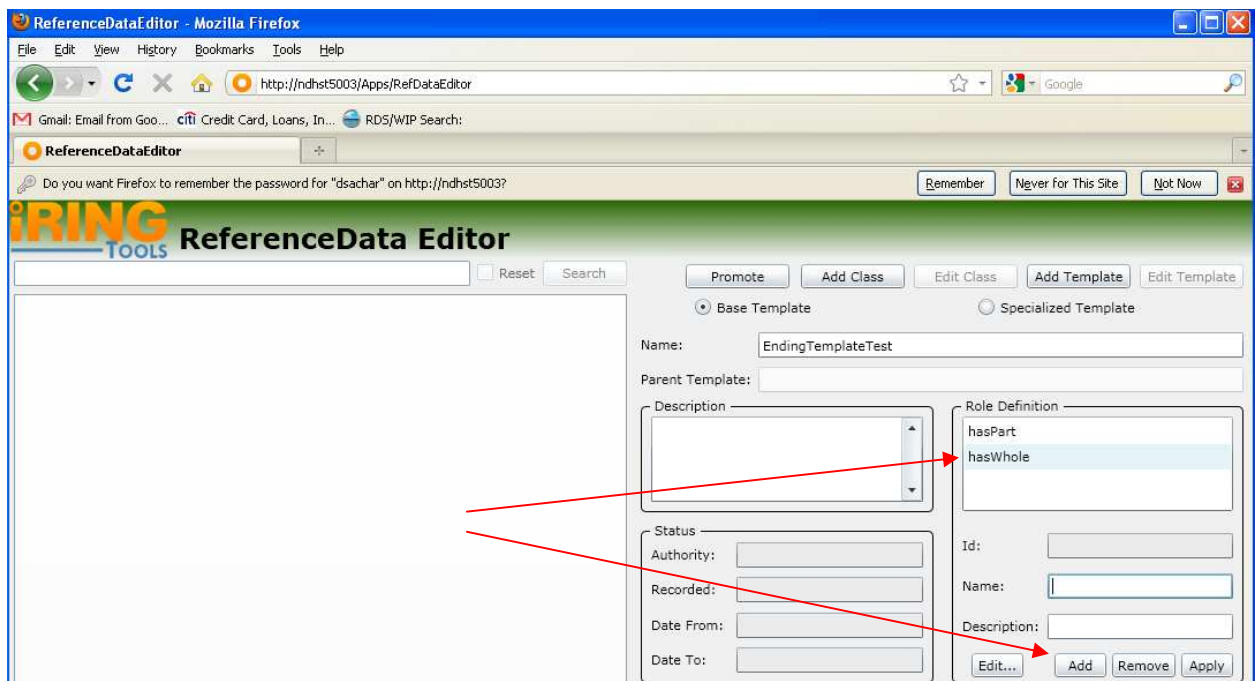 ReferenceDataEditor - Mozilla Firefox
File Edit View History Bookmarks Tools Help
http://ndhst5003/Apps/RefDataEditor Google
Gmail: Email from Goo... citi Credit Card, Loans, In... RDS/WIP Search:
ReferenceDataEditor
Do you want Firefox to remember the password for "dsachar" on http://ndhst5003? Remember Never for This Site Not Now
iRING TOOLS ReferenceData Editor
Reset Search Promote Add Class Edit Class Add Template Edit Template
Base Template Specialized Template
Name: EndingTemplateTest
Parent Template:
Description
Role Definition
hasPart
hasWhole
Status
Authority:
Recorded:
Date From:
Date To:
Id:
Name:
Description:
Edit... Add Remove Apply